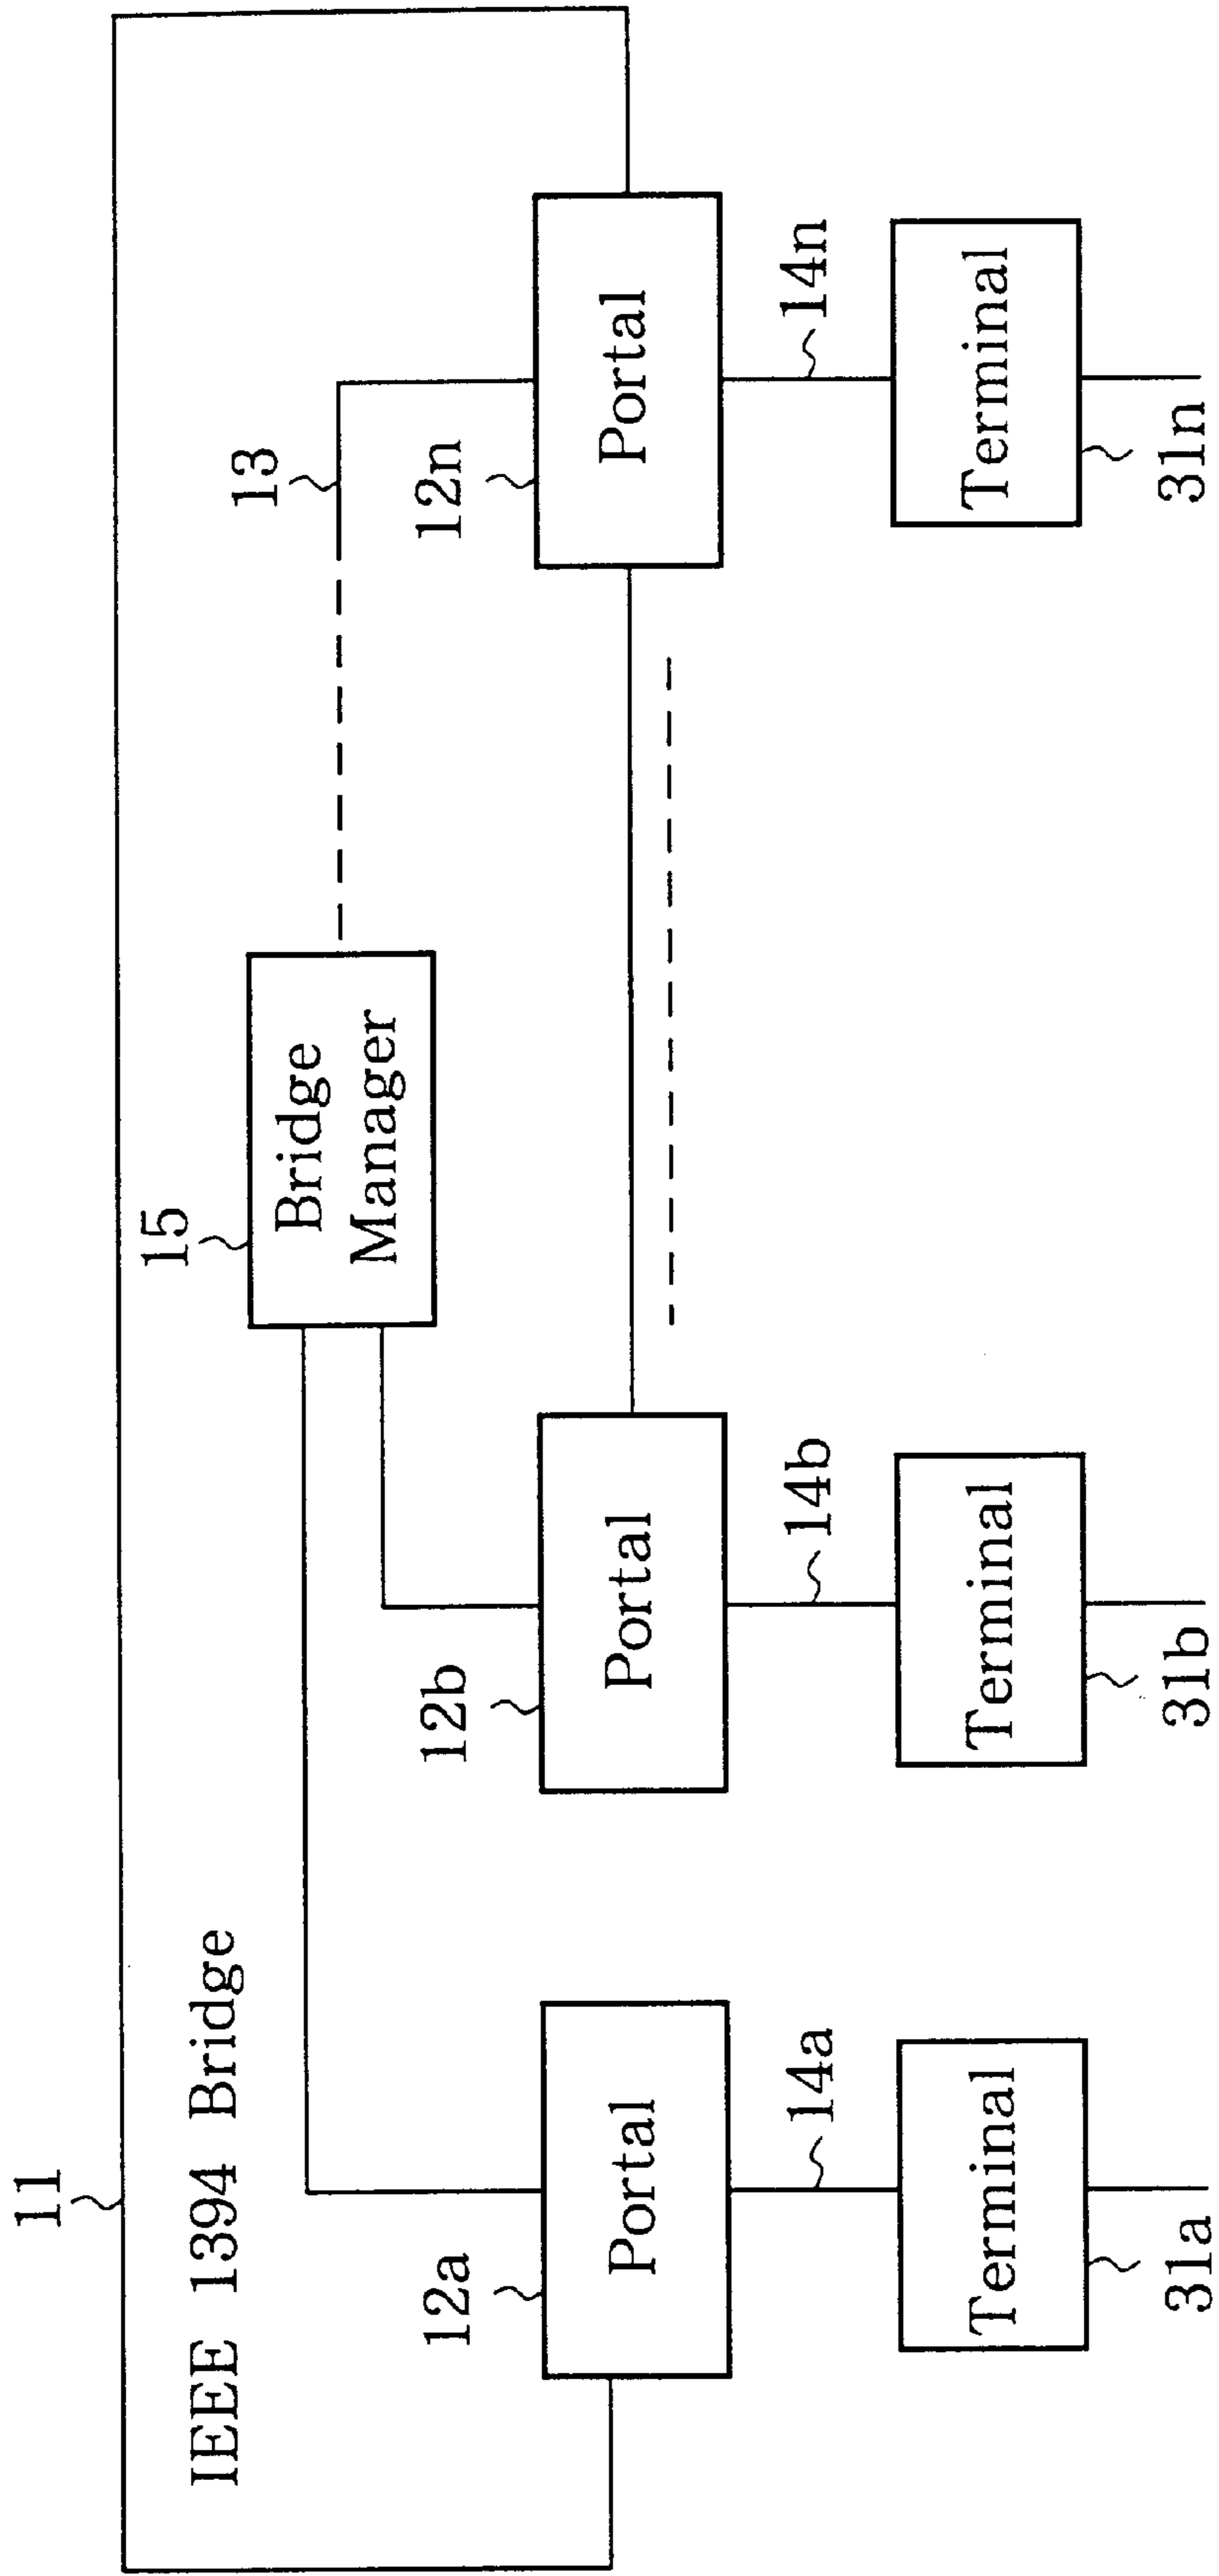 11
IEEE 1394 Bridge
15
Bridge
Manager
13
12a
Portal
12b
Portal
12n
Portal
14a
14b
14n
Terminal
Terminal
Terminal
31a
31b
31n